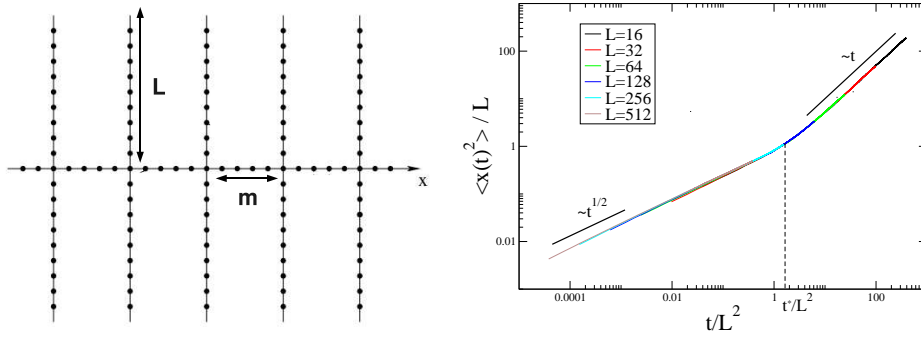 L
m
x
<x(t)²> / L
100
1
0.01
L=16
L=32
L=64
L=128
L=256
L=512
~t
~t^1/2
0.0001
0.01
1
t*/L²
100
t/L²